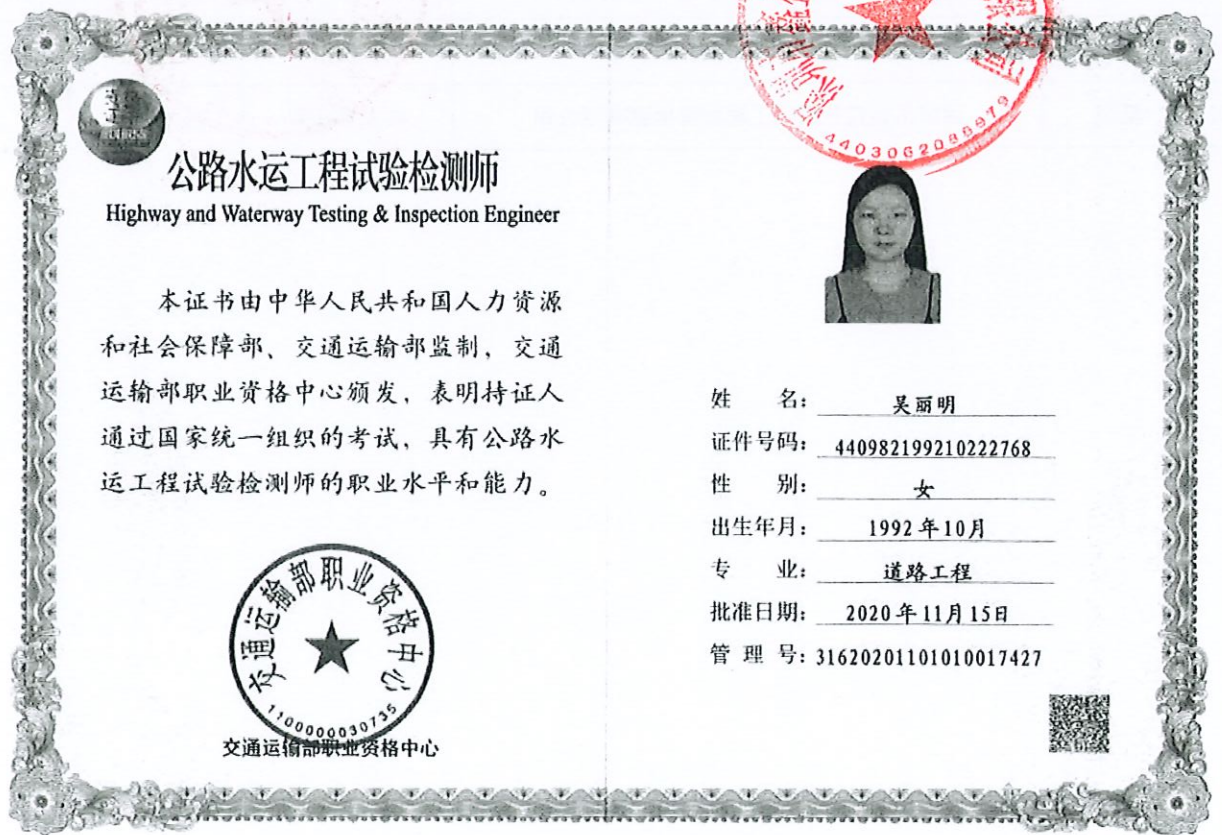 公路水运工程试验检测师
Highway and Waterway Testing & Inspection Engineer
本证书由中华人民共和国人力资源
和社会保障部、交通运输部监制，交通
运输部职业资格中心颁发，表明持证人
通过国家统一组织的考试，具有公路水
运工程试验检测师的职业水平和能力。
交通运输部职业资格中心
1100000030735
交通运输部职业资格中心
姓 名：吴丽明
证件号码：440982199210222768
性 别：女
出生年月：1992年10月
专 业：道路工程
批准日期：2020年11月15日
管 理 号：31620201101010017427